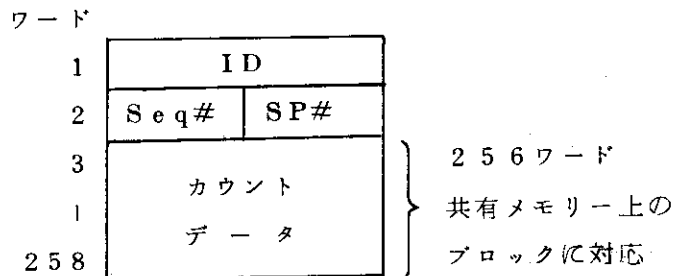 ワード
1 ID
2 Seq# SP#
3
カウント
｜
データ
258
256ワード
共有メモリー上の
ブロックに対応